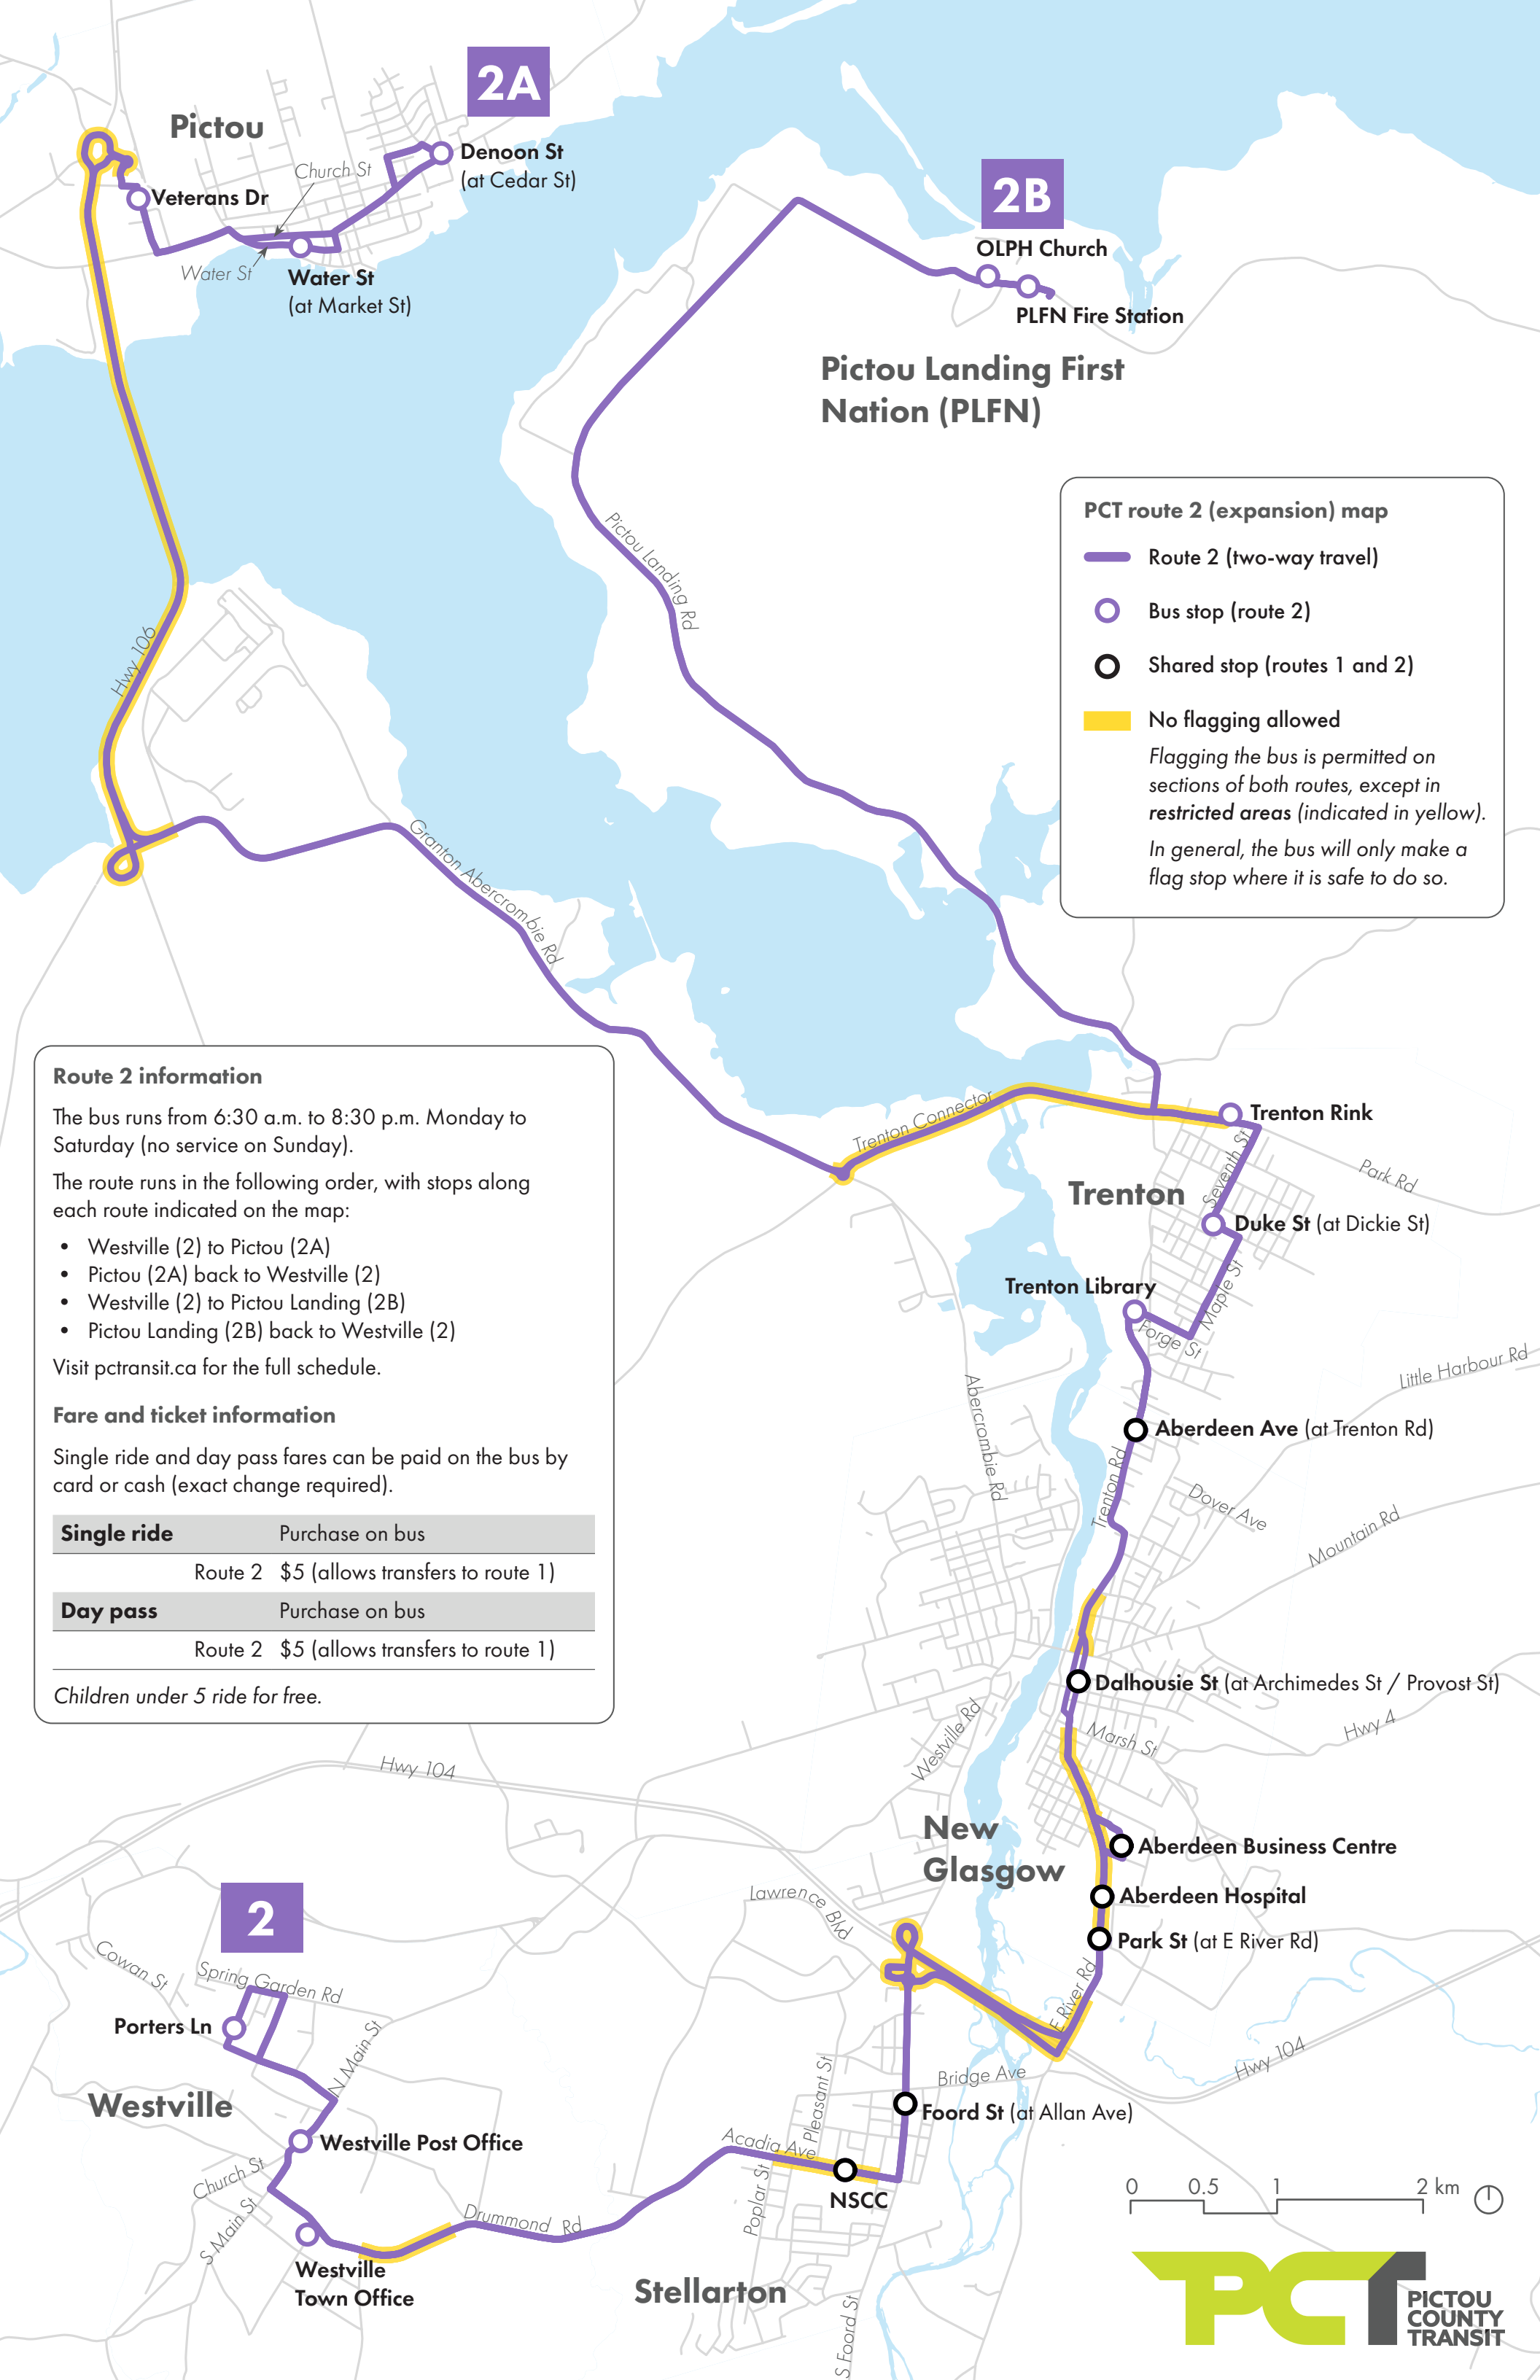 2A
Pictou
Church St
Denoon St
(at Cedar St)
Veterans Dr
Water St
Water St
(at Market St)
2B
OLPH Church
PLFN Fire Station
Pictou Landing First
Nation (PLFN)
Pictou Landing Rd
PCT route 2 (expansion) map
Route 2 (two-way travel)
Bus stop (route 2)
Shared stop (routes 1 and 2)
No flagging allowed
Flagging the bus is permitted on
sections of both routes, except in
restricted areas (indicated in yellow).
In general, the bus will only make a
flag stop where it is safe to do so.
Hwy 106
Granton Abercrombie Rd
Route 2 information
The bus runs from 6:30 a.m. to 8:30 p.m. Monday to
Saturday (no service on Sunday).
The route runs in the following order, with stops along
each route indicated on the map:
• Westville (2) to Pictou (2A)
• Pictou (2A) back to Westville (2)
• Westville (2) to Pictou Landing (2B)
• Pictou Landing (2B) back to Westville (2)
Visit pctransit.ca for the full schedule.
Fare and ticket information
Single ride and day pass fares can be paid on the bus by
card or cash (exact change required).
Single ride Purchase on bus
Route 2 $5 (allows transfers to route 1)
Day pass Purchase on bus
Route 2 $5 (allows transfers to route 1)
Children under 5 ride for free.
Trenton Connector
Trenton Rink
Seventh St
Park Rd
Trenton
Duke St (at Dickie St)
Trenton Library
Maple St
Forge St
Little Harbour Rd
Abercrombie Rd
Aberdeen Ave (at Trenton Rd)
Trenton Rd
Dover Ave
Mountain Rd
Dalhousie St (at Archimedes St / Provost St)
Westville Rd
Marsh St
Hwy 4
Hwy 104
New
Glasgow
Aberdeen Business Centre
Aberdeen Hospital
Park St (at E River Rd)
Lawrence Blvd
E River Rd
Hwy 104
2
Cowan St
Spring Garden Rd
Porters Ln
N Main St
Westville
Westville Post Office
Church St
S Main St
Westville
Town Office
Drummond Rd
Acadia Ave
Pleasant St
Poplar St
Bridge Ave
Foord St (at Allan Ave)
NSCC
Stellarton
S Foord St
0 0.5 1 2 km
PCT
PICTOU
COUNTY
TRANSIT